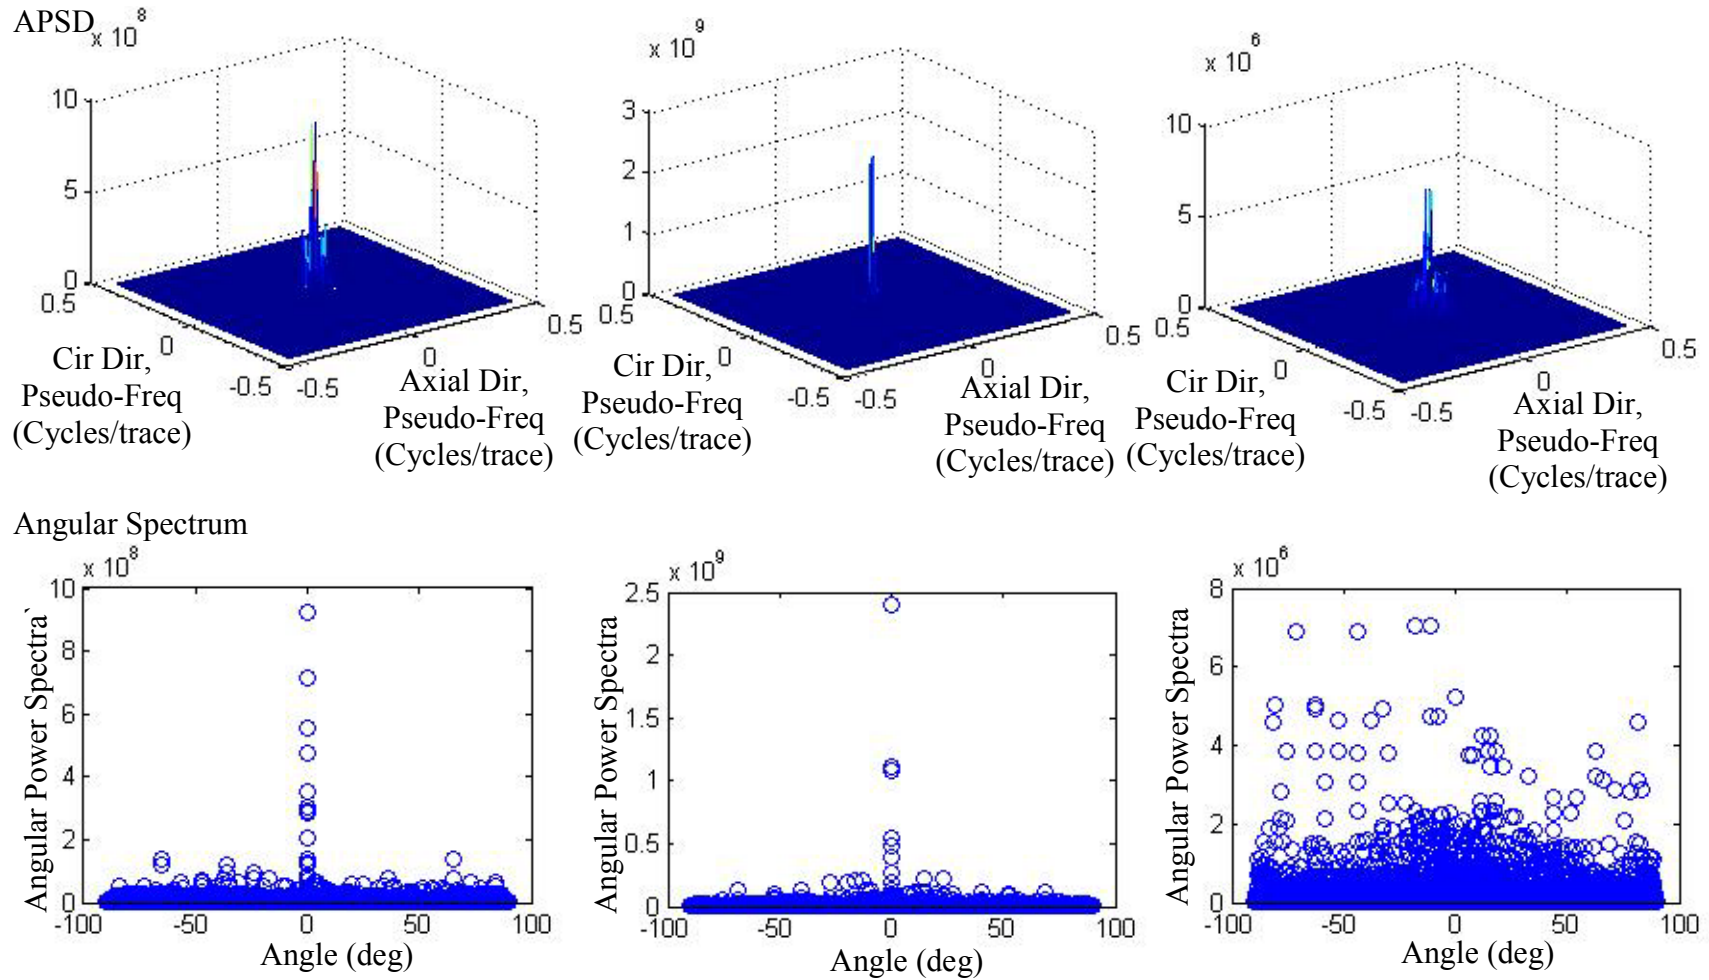 APSD
x 10^8
10
5
0
0.5
0
-0.5
-0.5
0
0.5
Cir Dir,
Pseudo-Freq
(Cycles/trace)
Axial Dir,
Pseudo-Freq
(Cycles/trace)
x 10^9
3
2
1
0
0.5
0
-0.5
-0.5
0
0.5
Cir Dir,
Pseudo-Freq
(Cycles/trace)
Axial Dir,
Pseudo-Freq
(Cycles/trace)
x 10^6
10
5
0
0.5
0
-0.5
-0.5
0
0.5
Cir Dir,
Pseudo-Freq
(Cycles/trace)
Axial Dir,
Pseudo-Freq
(Cycles/trace)
Angular Spectrum
x 10^8
10
8
6
4
2
0
-100
-50
0
50
100
Angular Power Spectra`
Angle (deg)
x 10^9
2.5
2
1.5
1
0.5
0
-100
-50
0
50
100
Angular Power Spectra
Angle (deg)
x 10^6
8
6
4
2
0
-100
-50
0
50
100
Angular Power Spectra
Angle (deg)